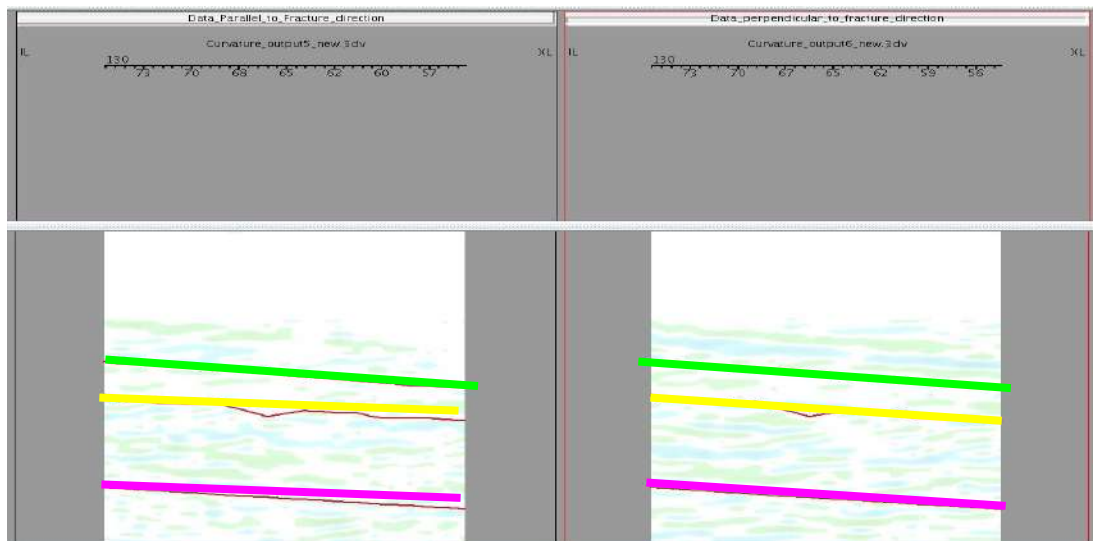 Data_Parallel_to_Fracture_direction
Curvature_output5_new.3dv
IL XL
130
73 70 68 65 62 60 57
Data_perpendicular_to_fracture_direction
Curvature_output6_new.3dv
IL XL
130
73 70 67 65 62 59 56